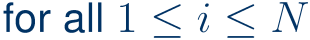 for all 1 ≤ i ≤ N